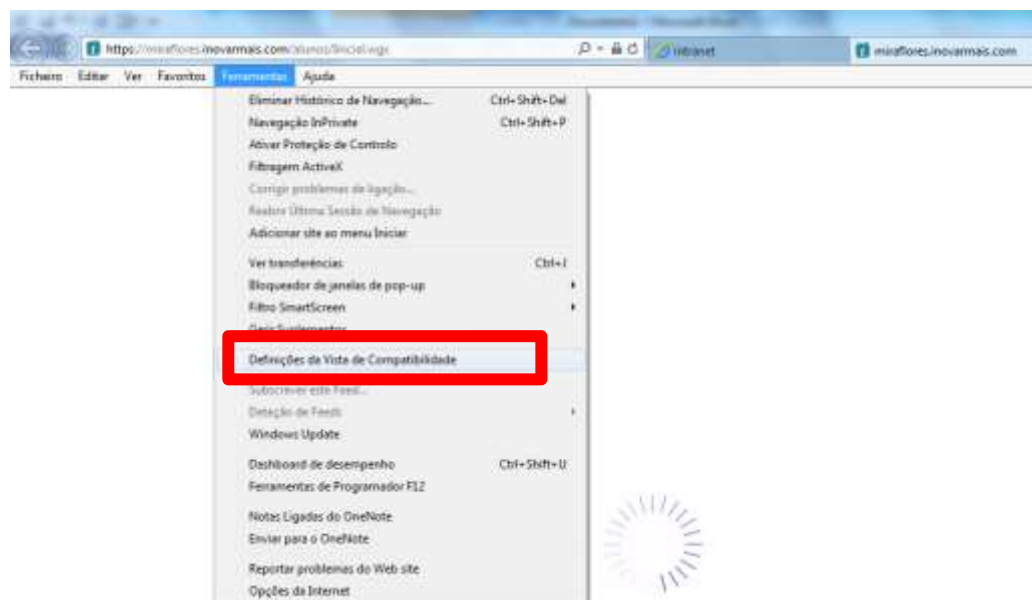 https://miraflores.inovarmais.com/alunos/Inicial.wgx
intranet
miraflores.inovarmais.com
Ficheiro Editar Ver Favoritos Ferramentas Ajuda
Eliminar Histórico de Navegação... Ctrl+Shift+Del
Navegação InPrivate Ctrl+Shift+P
Ativar Proteção de Controlo
Filtragem ActiveX
Corrigir problemas de ligação...
Reabrir Última Sessão de Navegação
Adicionar site ao menu Iniciar
Ver transferências Ctrl+J
Bloqueador de janelas de pop-up
Filtro SmartScreen
Gerir Suplementos
Definições da Vista de Compatibilidade
Subscrever este Feed...
Deteção de Feeds
Windows Update
Dashboard de desempenho Ctrl+Shift+U
Ferramentas de Programador F12
Notas Ligadas do OneNote
Enviar para o OneNote
Reportar problemas do Web site
Opções da Internet